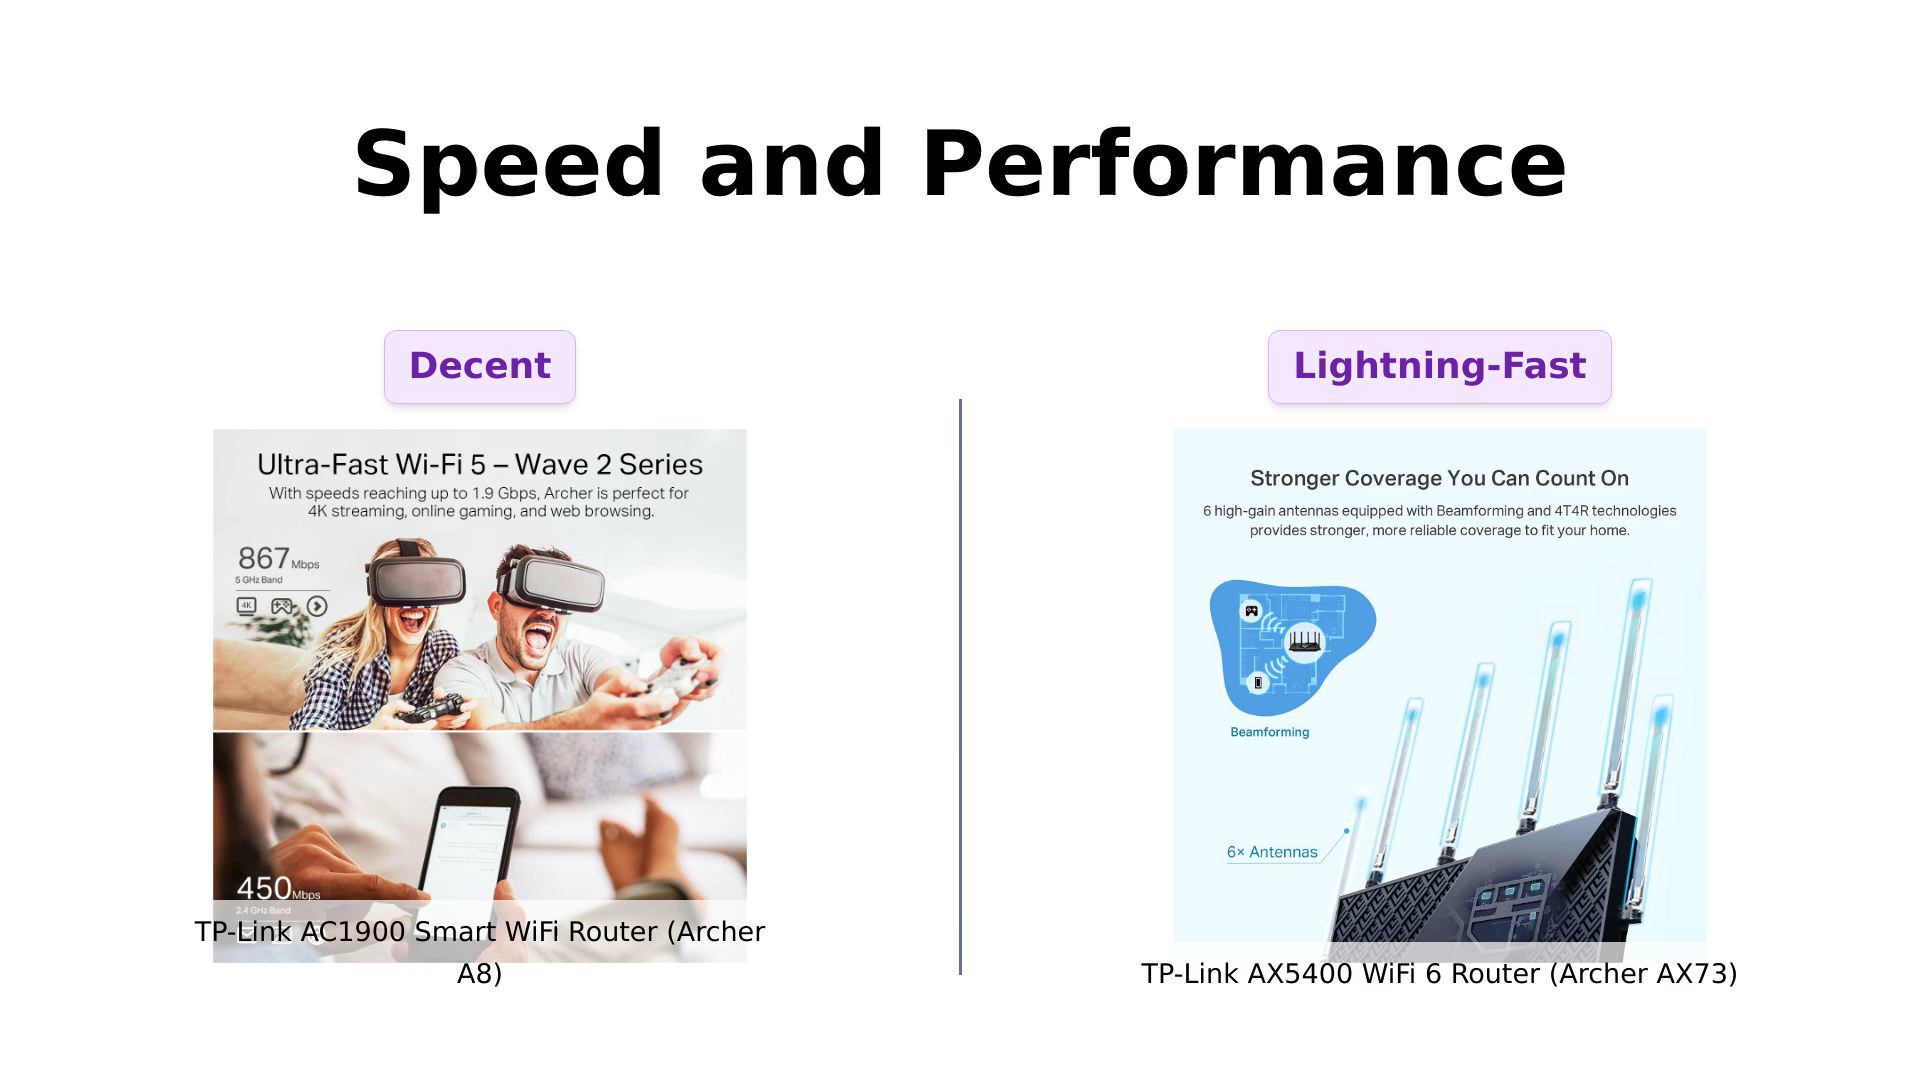 Speed and Performance
Decent
Ultra-Fast Wi-Fi 5 – Wave 2 Series
With speeds reaching up to 1.9 Gbps, Archer is perfect for
4K streaming, online gaming, and web browsing.
867 Mbps
5 GHz Band
4K
450 Mbps
2.4 GHz Band
TP-Link AC1900 Smart WiFi Router (Archer
A8)
Lightning-Fast
Stronger Coverage You Can Count On
6 high-gain antennas equipped with Beamforming and 4T4R technologies
provides stronger, more reliable coverage to fit your home.
Beamforming
6× Antennas
TP-Link AX5400 WiFi 6 Router (Archer AX73)